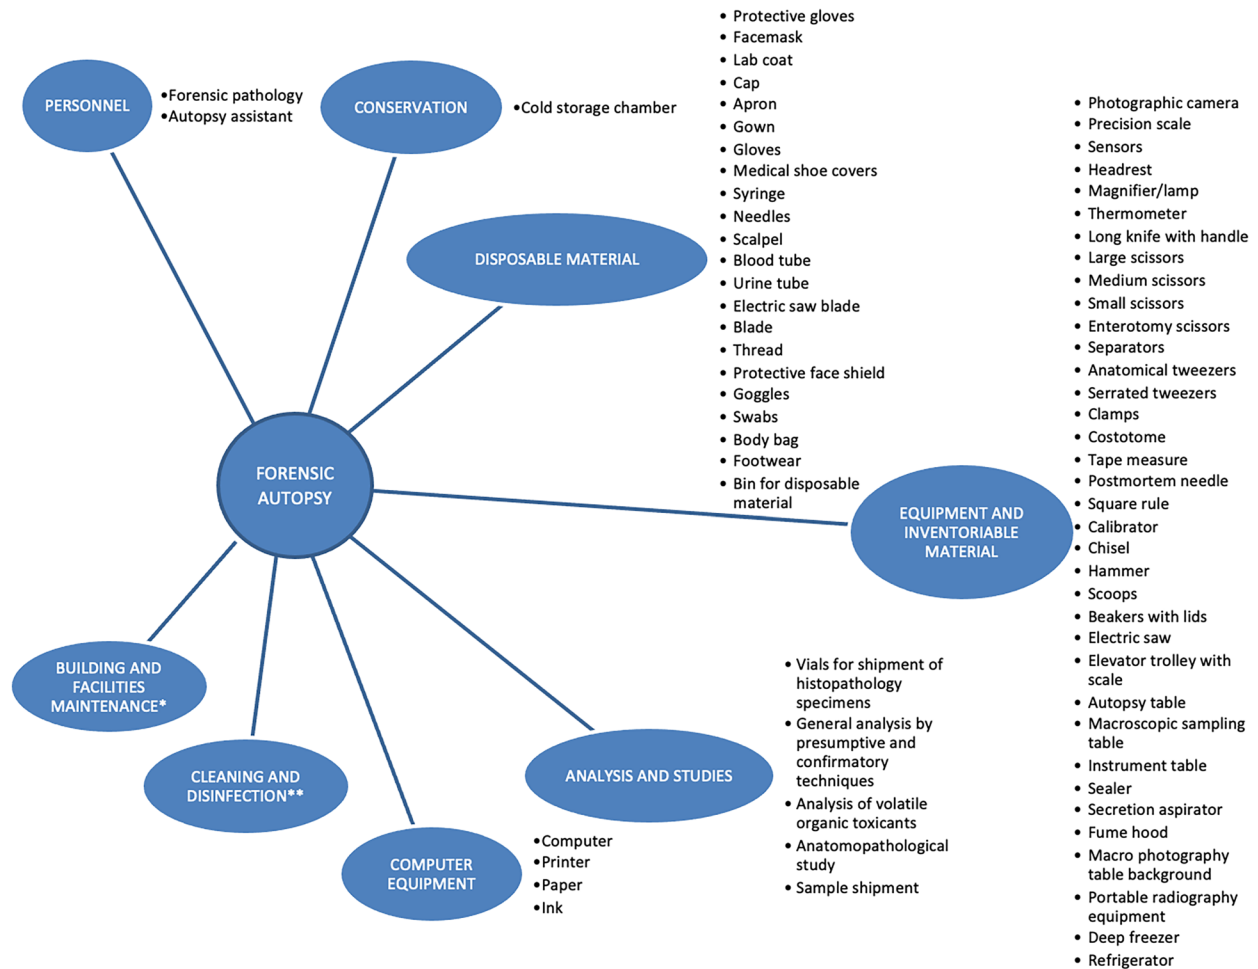 PERSONNEL
•Forensic pathology
•Autopsy assistant
CONSERVATION
•Cold storage chamber
DISPOSABLE MATERIAL
• Protective gloves
• Facemask
• Lab coat
• Cap
• Apron
• Gown
• Gloves
• Medical shoe covers
• Syringe
• Needles
• Scalpel
• Blood tube
• Urine tube
• Electric saw blade
• Blade
• Thread
• Protective face shield
• Goggles
• Swabs
• Body bag
• Footwear
• Bin for disposable
material
FORENSIC
AUTOPSY
EQUIPMENT AND
INVENTORIABLE
MATERIAL
• Photographic camera
• Precision scale
• Sensors
• Headrest
• Magnifier/lamp
• Thermometer
• Long knife with handle
• Large scissors
• Medium scissors
• Small scissors
• Enterotomy scissors
• Separators
• Anatomical tweezers
• Serrated tweezers
• Clamps
• Costotome
• Tape measure
• Postmortem needle
• Square rule
• Calibrator
• Chisel
• Hammer
• Scoops
• Beakers with lids
• Electric saw
• Elevator trolley with
scale
• Autopsy table
• Macroscopic sampling
table
• Instrument table
• Sealer
• Secretion aspirator
• Fume hood
• Macro photography
table background
• Portable radiography
equipment
• Deep freezer
• Refrigerator
BUILDING AND
FACILITIES
MAINTENANCE*
CLEANING AND
DISINFECTION**
COMPUTER
EQUIPMENT
•Computer
•Printer
•Paper
•Ink
ANALYSIS AND STUDIES
• Vials for shipment of
histopathology
specimens
• General analysis by
presumptive and
confirmatory
techniques
• Analysis of volatile
organic toxicants
• Anatomopathological
study
• Sample shipment